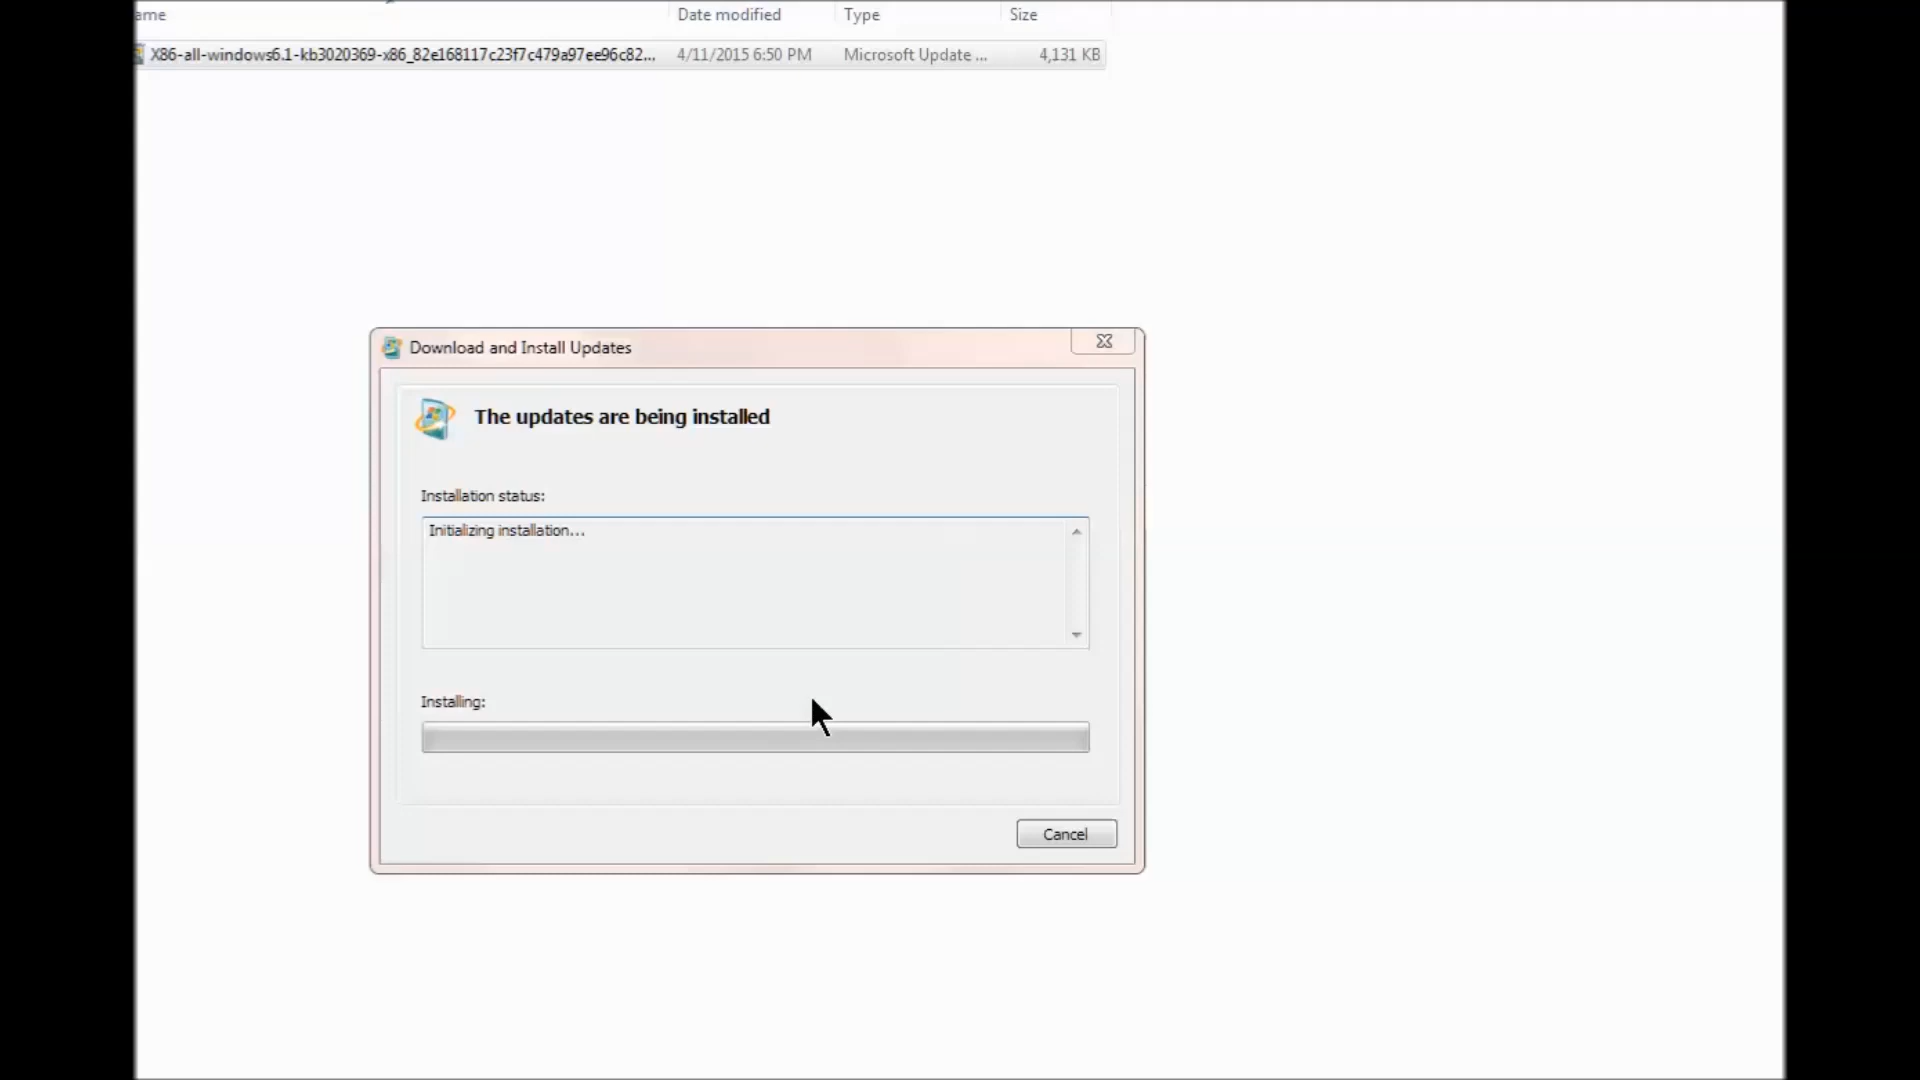 ame Date modified Type Size
X86-all-windows6.1-kb3020369-x86_82e168117c23f7c479a97ee96c82... 4/11/2015 6:50 PM Microsoft Update ... 4,131 KB
Download and Install Updates
The updates are being installed
Installation status:
Initializing installation...
Installing:
Cancel